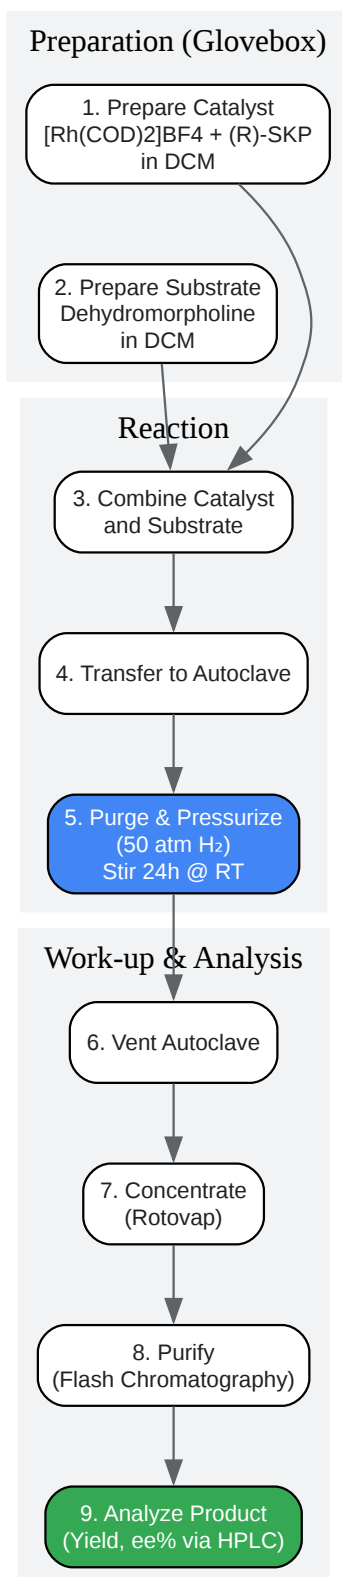 Preparation (Glovebox)
1. Prepare Catalyst
[Rh(COD)2]BF4 + (R)-SKP
in DCM
2. Prepare Substrate
Dehydromorpholine
in DCM
Reaction
3. Combine Catalyst
and Substrate
4. Transfer to Autoclave
5. Purge & Pressurize
(50 atm H₂)
Stir 24h @ RT
Work-up & Analysis
6. Vent Autoclave
7. Concentrate
(Rotovap)
8. Purify
(Flash Chromatography)
9. Analyze Product
(Yield, ee% via HPLC)